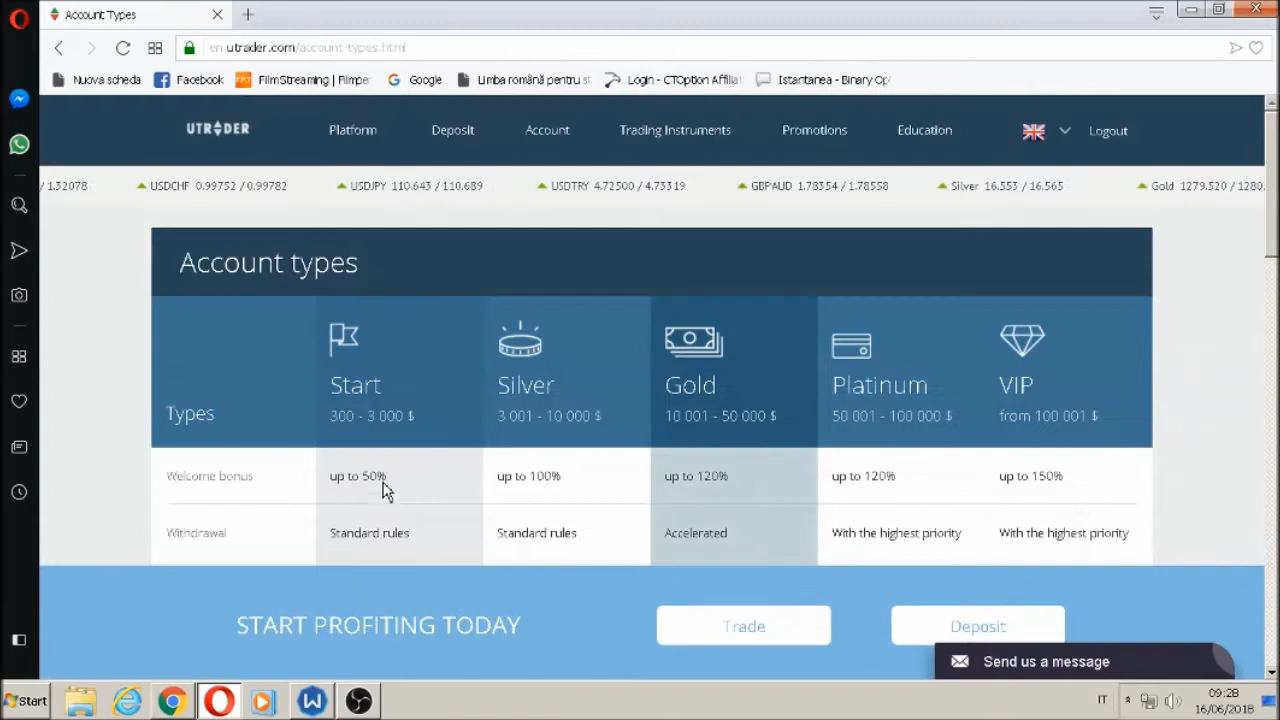 Account Types
en.utrader.com/account-types.html
Nuova scheda
Facebook
FilmStreaming | Filmpe
Google
Limba română pentru st
Login - CTOption Affilia
Istantanea - Binary Op
UTRADER
Platform
Deposit
Account
Trading Instruments
Promotions
Education
Logout
/ 1.32078
USDCHF 0.99752 / 0.99782
USDJPY 110.643 / 110.689
USDTRY 4.72500 / 4.73319
GBPAUD 1.78354 / 1.78558
Silver 16.553 / 16.565
Gold 1279.520 / 1280.
Account types
Types
Start
300 - 3 000 $
Silver
3 001 - 10 000 $
Gold
10 001 - 50 000 $
Platinum
50 001 - 100 000 $
VIP
from 100 001 $
Welcome bonus
up to 50%
up to 100%
up to 120%
up to 120%
up to 150%
Withdrawal
Standard rules
Standard rules
Accelerated
With the highest priority
With the highest priority
START PROFITING TODAY
Trade
Deposit
Send us a message
Start
IT
09:28
16/06/2018